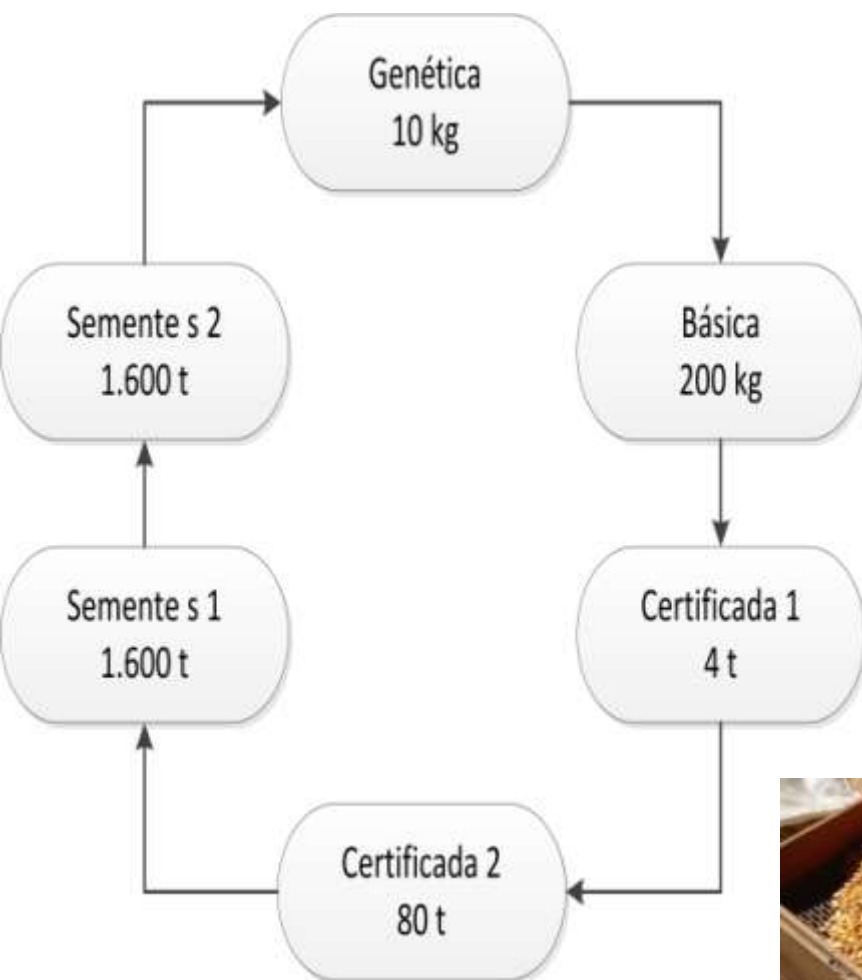 Genética
10 kg
Básica
200 kg
Certificada 1
4 t
Certificada 2
80 t
Semente s 1
1.600 t
Semente s 2
1.600 t